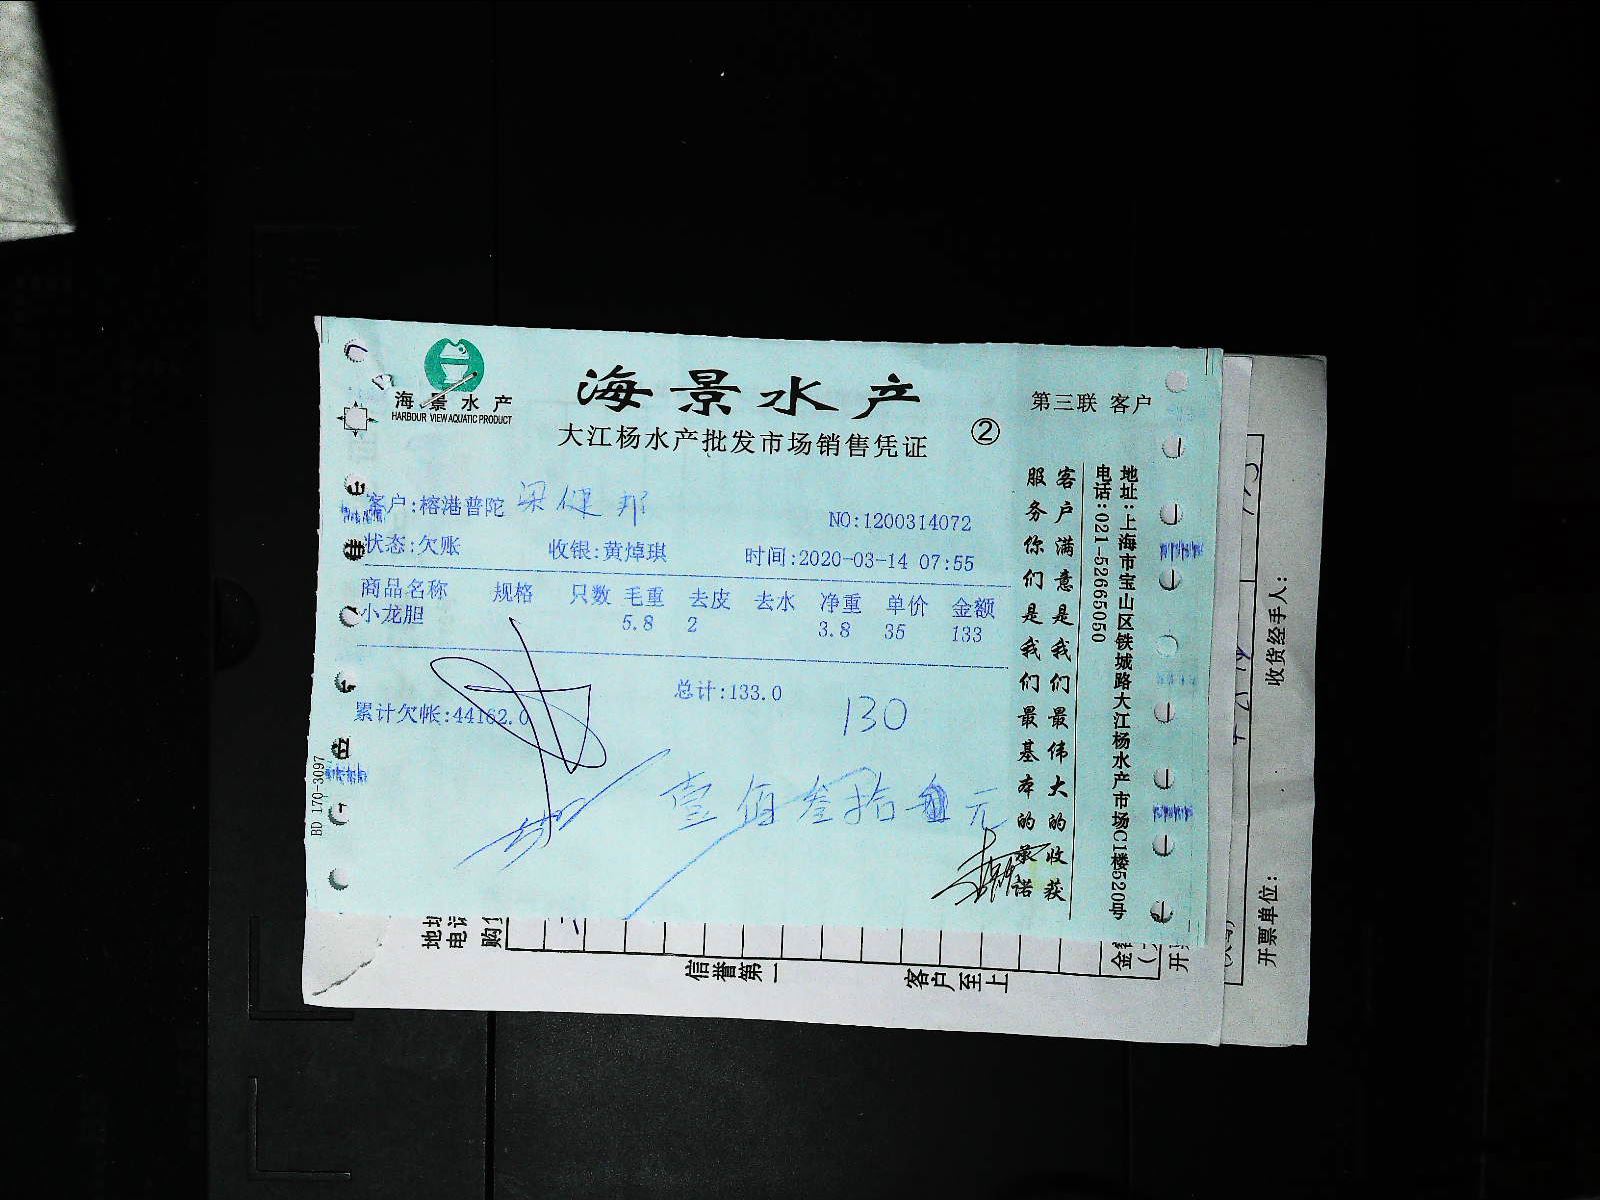 海景水产
HARBOUR VIEW AQUATIC PRODUCT
海景水产
大江杨水产批发市场销售凭证
②
第三联 客户
客户:榕港普陀 梁健邦
NO:1200314072
状态:欠账 收银:黄焯琪 时间:2020-03-14 07:55
商品名称 规格 只数 毛重 去皮 去水 净重 单价 金额
小龙胆 5.8 2 3.8 35 133
总计:133.0
累计欠帐:44162.0
130
壹佰叁拾 元
BD 170-3097
客户满意是我们最伟大的收获
服务你们是我们最基本的承诺
地址:上海市宝山区铁城路大江杨水产市场C1楼520号
电话:021-52665050
收货经手人:
开票单位:
信誉第一
客户至上